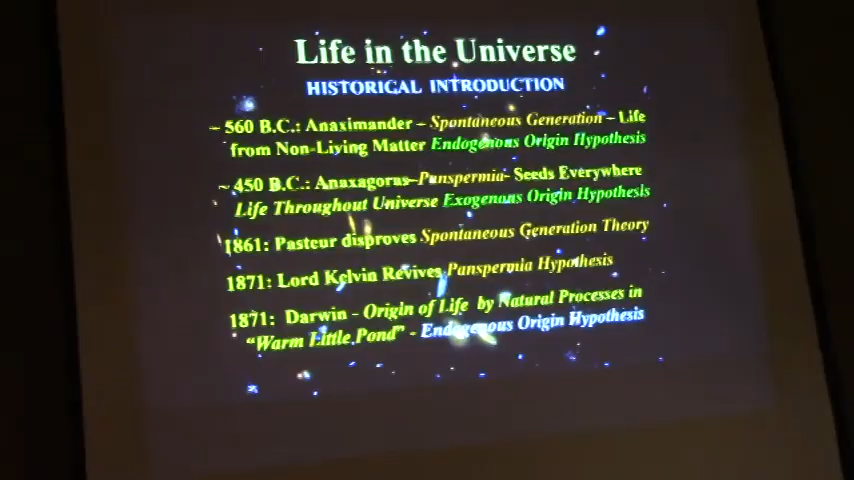 Life in the Universe
HISTORICAL INTRODUCTION
~ 560 B.C.: Anaximander – Spontaneous Generation – Life
from Non-Living Matter Endogenous Origin Hypothesis
~ 450 B.C.: Anaxagoras–Panspermia- Seeds Everywhere
Life Throughout Universe Exogenous Origin Hypothesis
1861: Pasteur disproves Spontaneous Generation Theory
1871: Lord Kelvin Revives Panspermia Hypothesis
1871: Darwin - Origin of Life by Natural Processes in
“Warm Little Pond” - Endogenous Origin Hypothesis